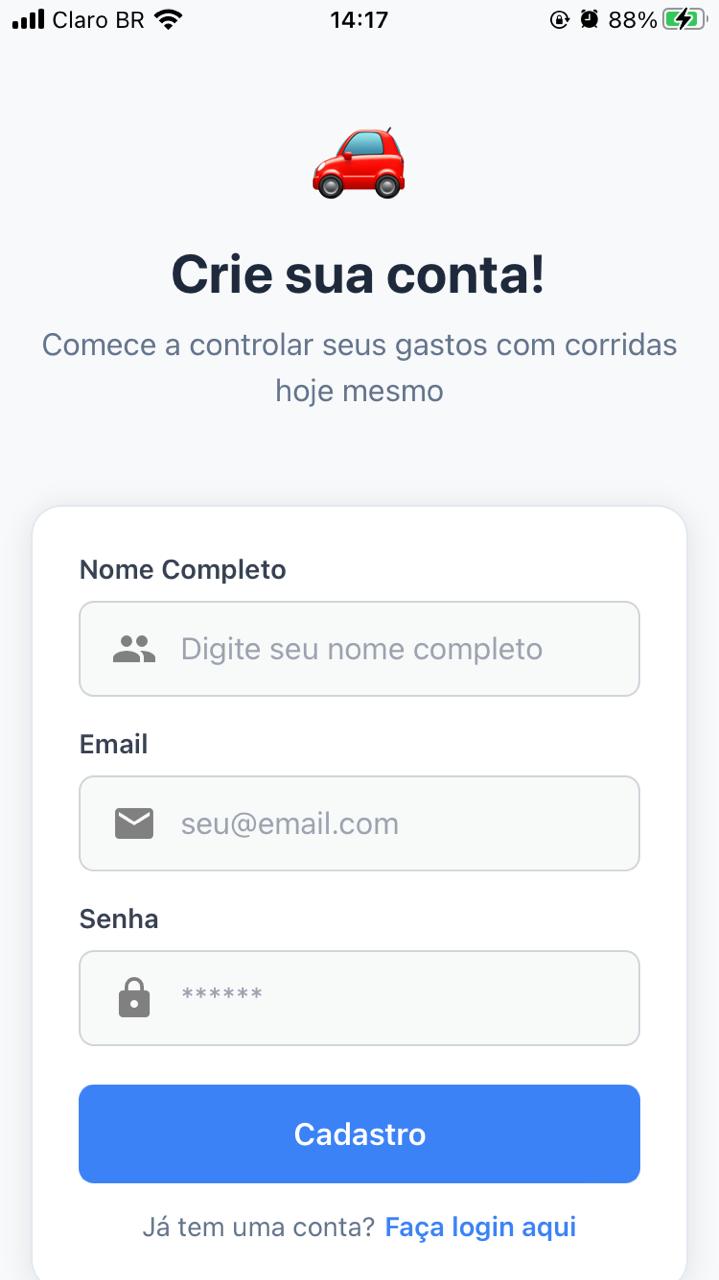 Claro BR 14:17 88%
Crie sua conta!
Comece a controlar seus gastos com corridas
hoje mesmo
Nome Completo
Digite seu nome completo
Email
seu@email.com
Senha
******
Cadastro
Já tem uma conta? Faça login aqui